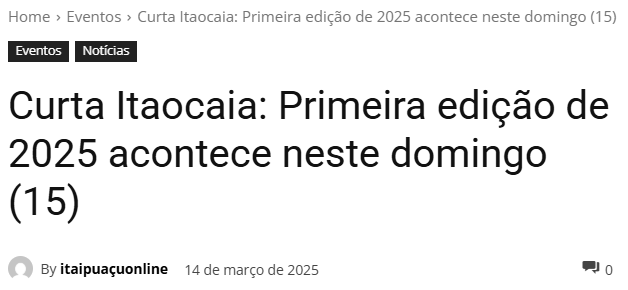 Home › Eventos › Curta Itaocaia: Primeira edição de 2025 acontece neste domingo (15)
Eventos Notícias
Curta Itaocaia: Primeira edição de
2025 acontece neste domingo
(15)
By itaipuaçuonline 14 de março de 2025 0